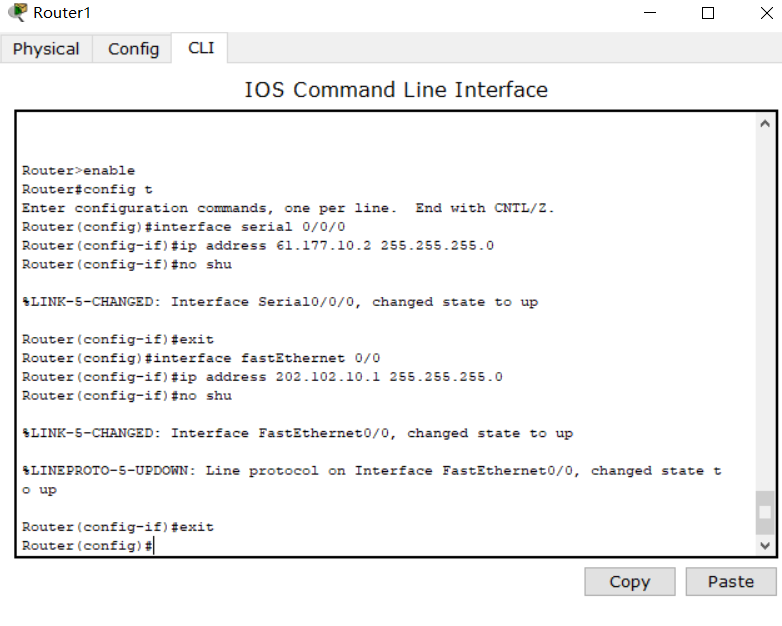 Router1
Physical Config CLI
IOS Command Line Interface
Router>enable
Router#config t
Enter configuration commands, one per line.  End with CNTL/Z.
Router(config)#interface serial 0/0/0
Router(config-if)#ip address 61.177.10.2 255.255.255.0
Router(config-if)#no shu
%LINK-5-CHANGED: Interface Serial0/0/0, changed state to up
Router(config-if)#exit
Router(config)#interface fastEthernet 0/0
Router(config-if)#ip address 202.102.10.1 255.255.255.0
Router(config-if)#no shu
%LINK-5-CHANGED: Interface FastEthernet0/0, changed state to up
%LINEPROTO-5-UPDOWN: Line protocol on Interface FastEthernet0/0, changed state t
o up
Router(config-if)#exit
Router(config)#
Copy Paste